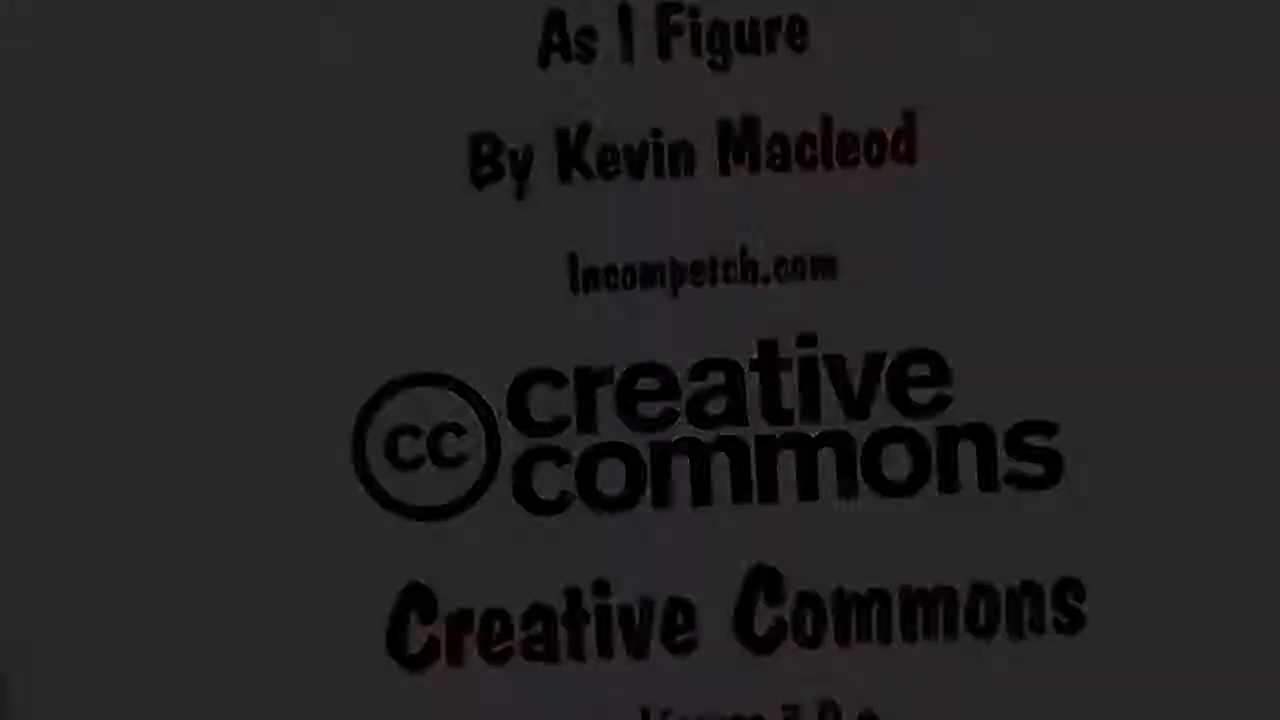 As I Figure
By Kevin Macleod
Incompetch.com
cc creative
commons
Creative Commons